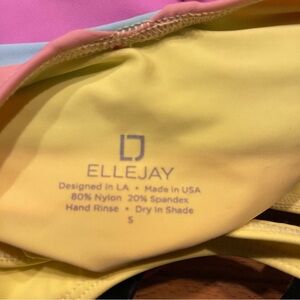 ELLEJAY
Designed in LA • Made in USA
80% Nylon 20% Spandex
Hand Rinse • Dry in Shade
S